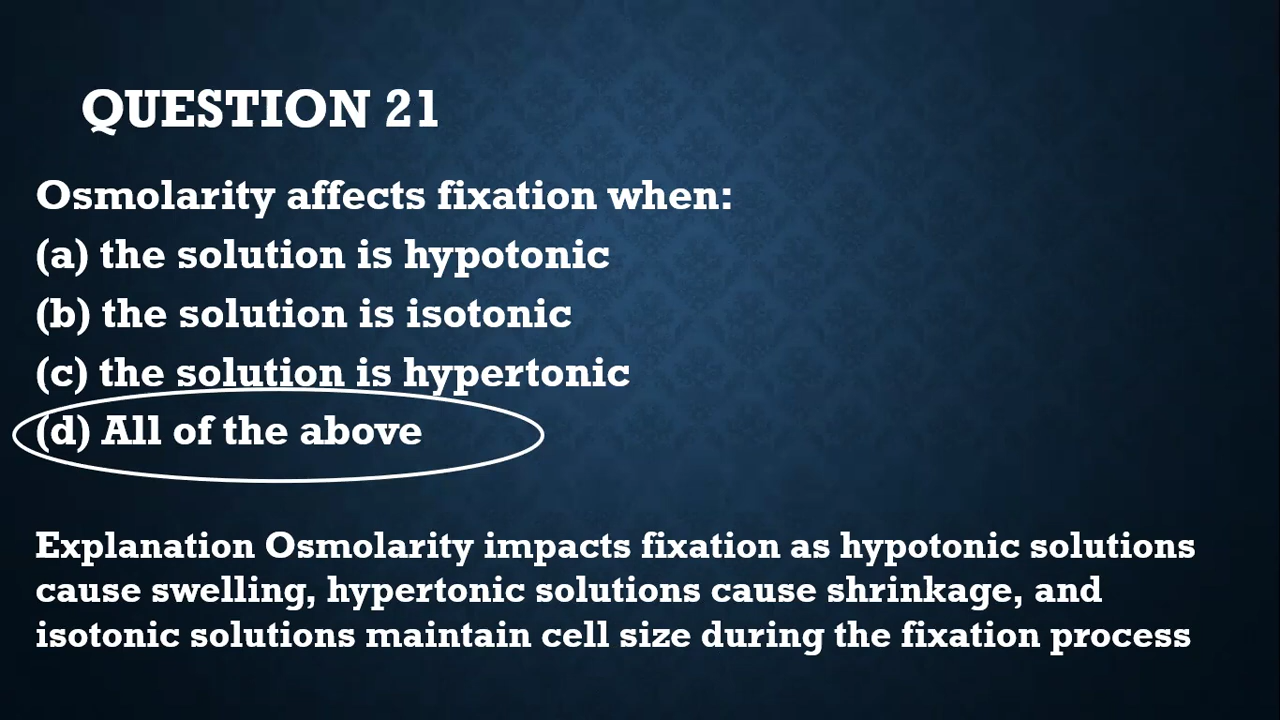 QUESTION 21
Osmolarity affects fixation when:
(a) the solution is hypotonic
(b) the solution is isotonic
(c) the solution is hypertonic
(d) All of the above
Explanation Osmolarity impacts fixation as hypotonic solutions
cause swelling, hypertonic solutions cause shrinkage, and
isotonic solutions maintain cell size during the fixation process